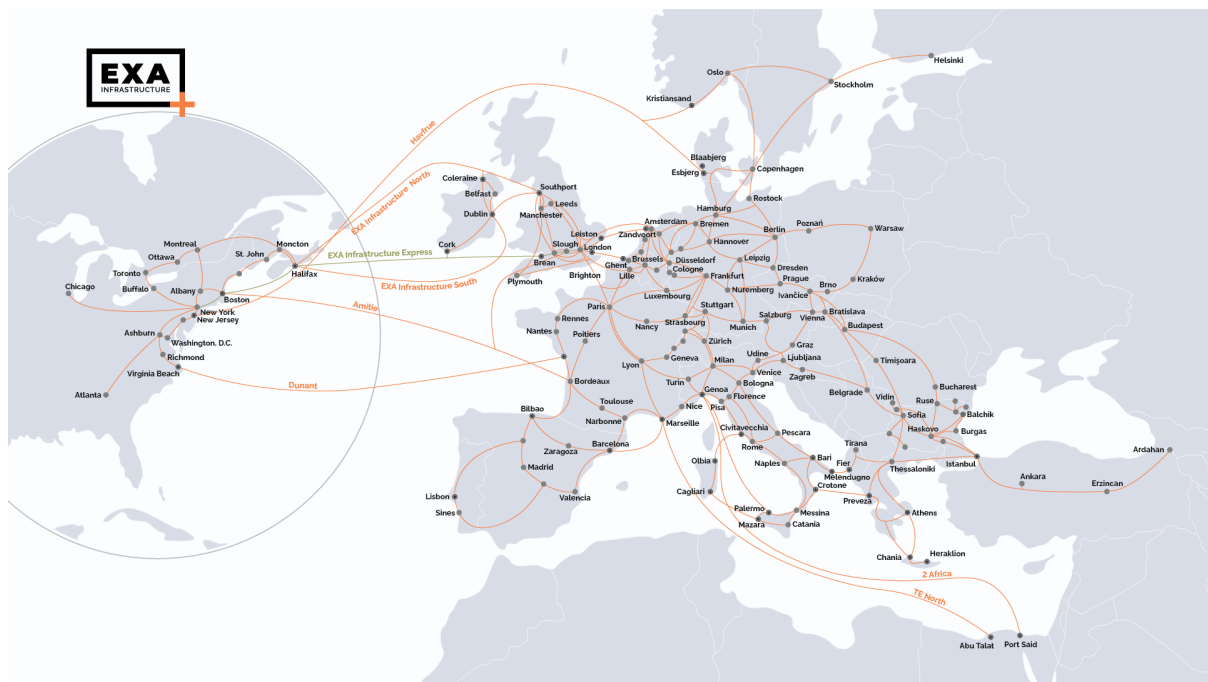 EXA
INFRASTRUCTURE
Helsinki
Oslo
Stockholm
Kristiansand
Havfrue
Blaabjerg
Esbjerg
Copenhagen
Coleraine
EXA Infrastructure North
Belfast
Southport
Leeds
Manchester
Dublin
Rostock
Hamburg
Amsterdam
Bremen
Poznań
Warsaw
Berlin
Leiston
Zandvoort
Hannover
Montreal
Moncton
Ottawa
St. John
Cork
EXA Infrastructure Express
Slough
London
Brean
Brussels
Ghent
Lille
Düsseldorf
Cologne
Leipzig
Dresden
Toronto
Halifax
Chicago
Buffalo
Albany
Boston
EXA Infrastructure South
Plymouth
Brighton
Frankfurt
Prague
Kraków
Brno
Ivančice
Nuremberg
Luxembourg
Amitie
New York
New Jersey
Paris
Stuttgart
Rennes
Nancy
Strasbourg
Munich
Salzburg
Vienna
Bratislava
Budapest
Ashburn
Washington, D.C.
Nantes
Poitiers
Zürich
Graz
Richmond
Virginia Beach
Geneva
Milan
Udine
Ljubljana
Timișoara
Lyon
Venice
Zagreb
Dunant
Bordeaux
Turin
Bologna
Belgrade
Bucharest
Atlanta
Genoa
Florence
Vidin
Ruse
Toulouse
Nice
Pisa
Bilbao
Narbonne
Marseille
Sofia
Balchik
Civitavecchia
Pescara
Haskovo
Burgas
Barcelona
Zaragoza
Rome
Tirana
Ardahan
Olbia
Naples
Bari
Fier
Melendugno
Thessaloniki
Istanbul
Madrid
Ankara
Erzincan
Lisbon
Valencia
Cagliari
Crotone
Preveza
Sines
Palermo
Messina
Athens
Mazara
Catania
Chania
Heraklion
2 Africa
TE North
Abu Talat
Port Said